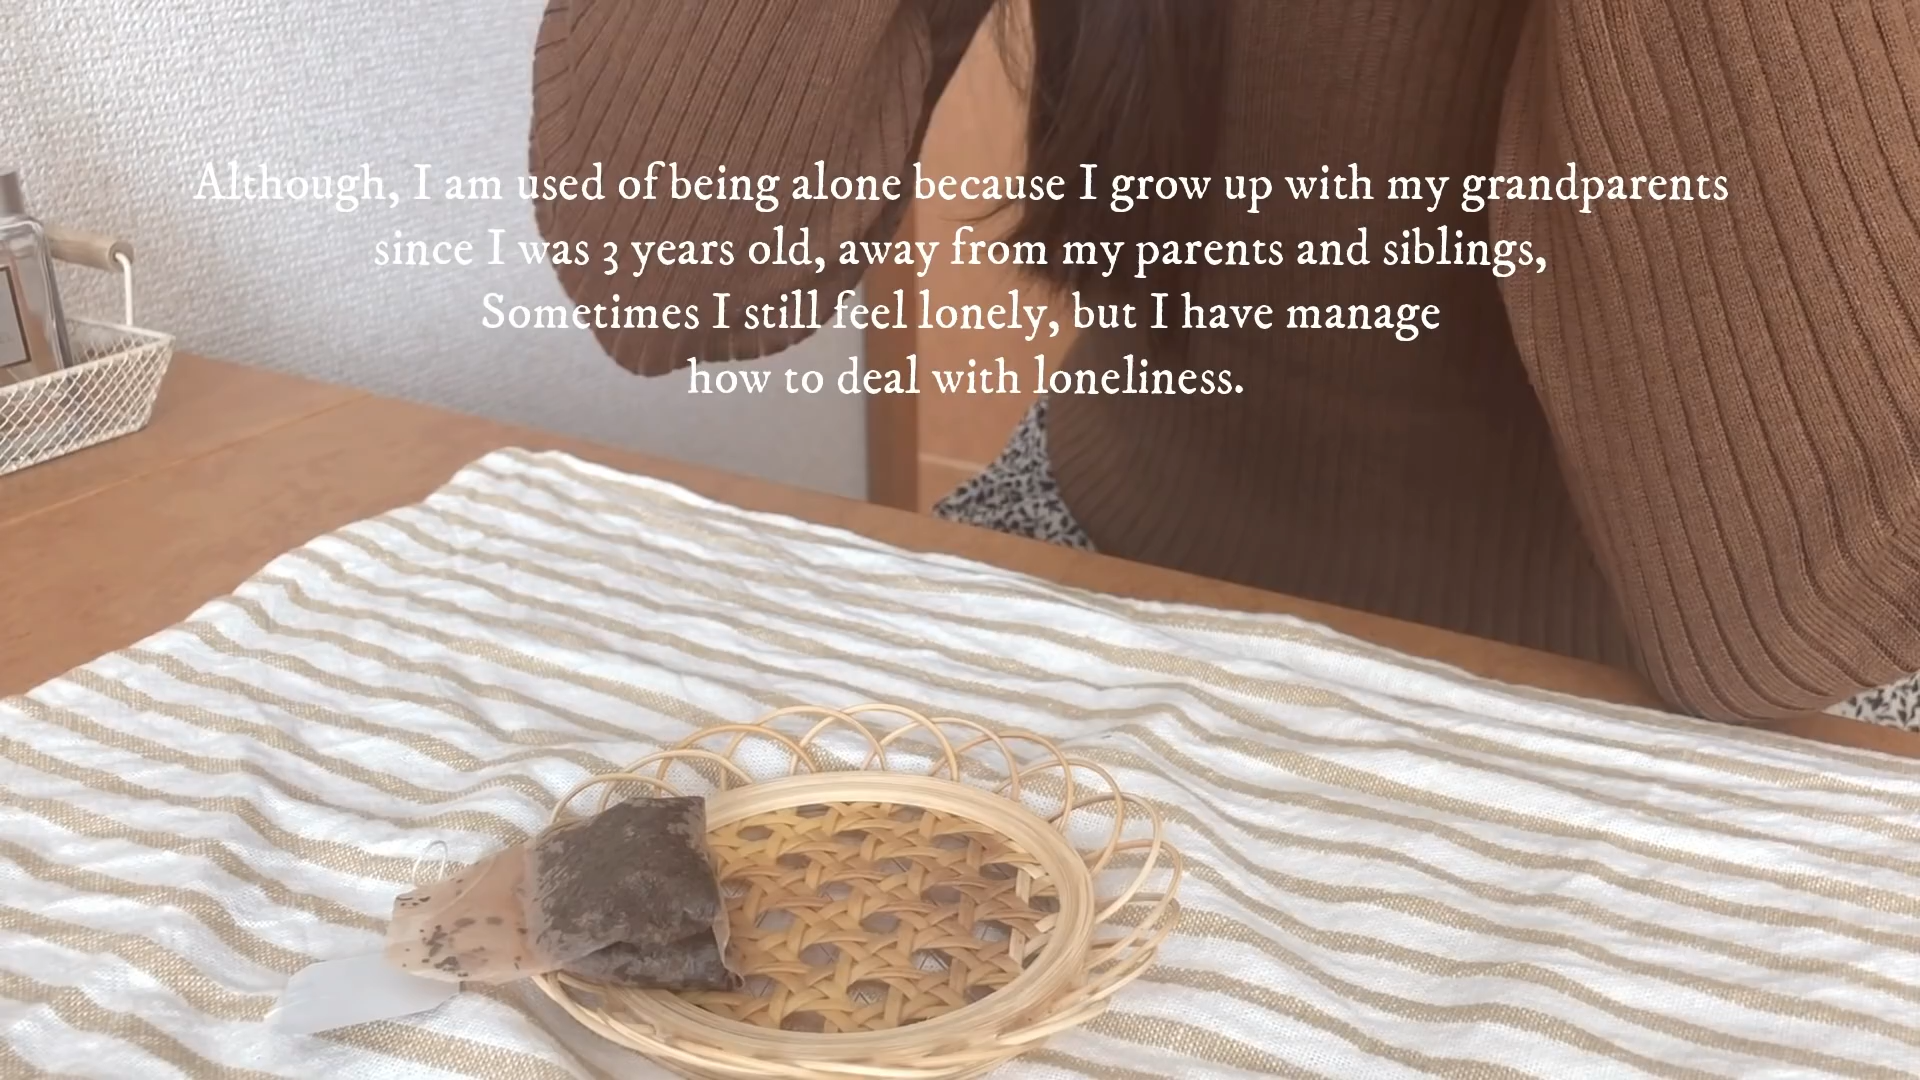 Although, I am used of being alone because I grow up with my grandparents
since I was 3 years old, away from my parents and siblings,
Sometimes I still feel lonely, but I have manage
how to deal with loneliness.